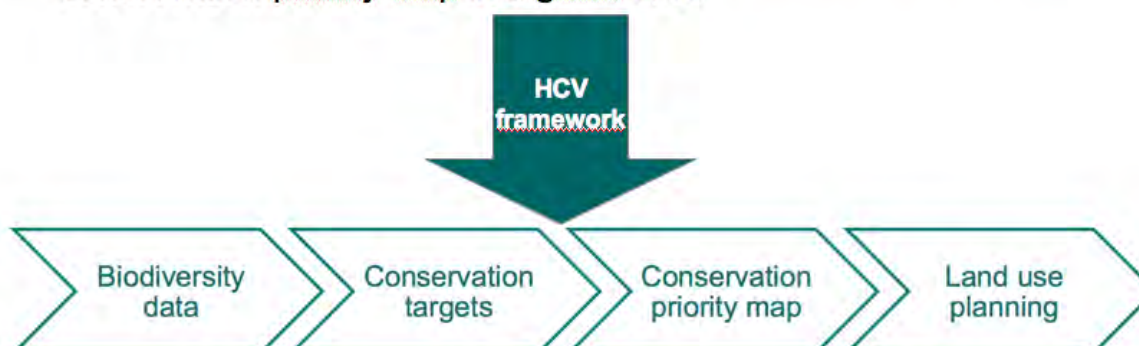 HCV
framework
Biodiversity
data
Conservation
targets
Conservation
priority map
Land use
planning